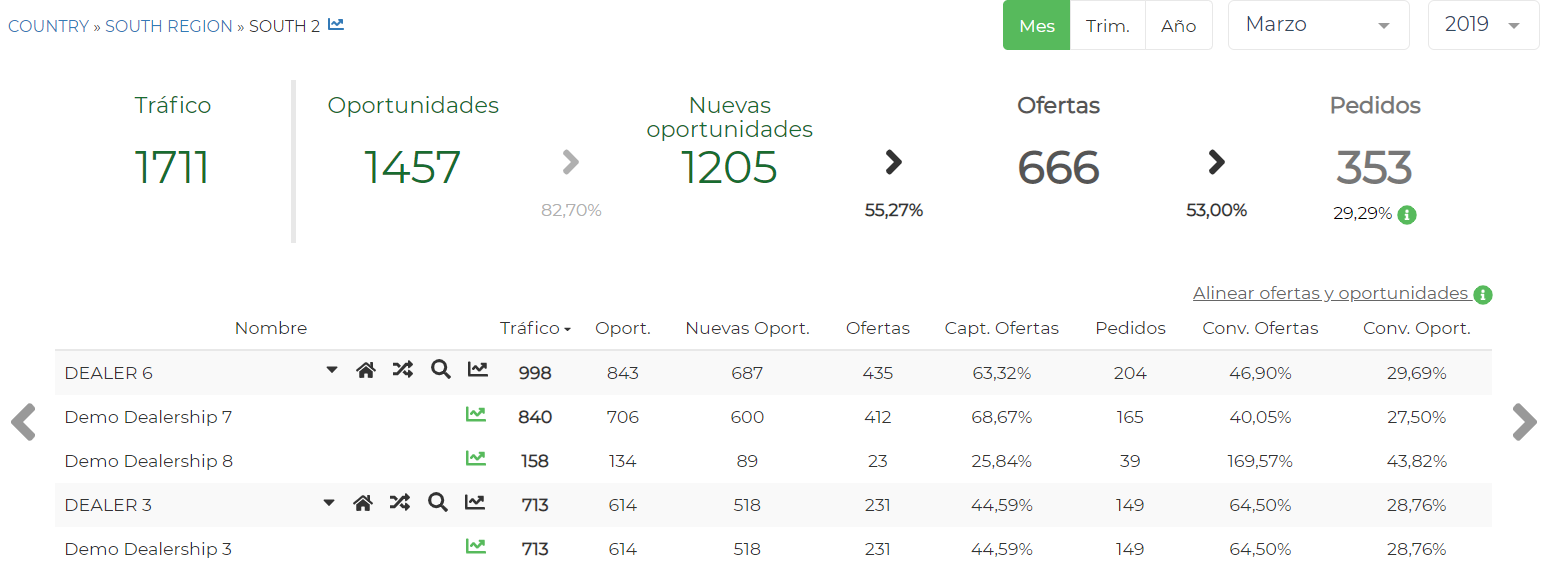 COUNTRY » SOUTH REGION » SOUTH 2
Mes Trim. Año Marzo 2019
Tráfico Oportunidades Nuevas oportunidades Ofertas Pedidos
1711 1457 1205 666 353
82,70% 55,27% 53,00% 29,29%
Alinear ofertas y oportunidades
Nombre Tráfico Oport. Nuevas Oport. Ofertas Capt. Ofertas Pedidos Conv. Ofertas Conv. Oport.
DEALER 6 998 843 687 435 63,32% 204 46,90% 29,69%
Demo Dealership 7 840 706 600 412 68,67% 165 40,05% 27,50%
Demo Dealership 8 158 134 89 23 25,84% 39 169,57% 43,82%
DEALER 3 713 614 518 231 44,59% 149 64,50% 28,76%
Demo Dealership 3 713 614 518 231 44,59% 149 64,50% 28,76%